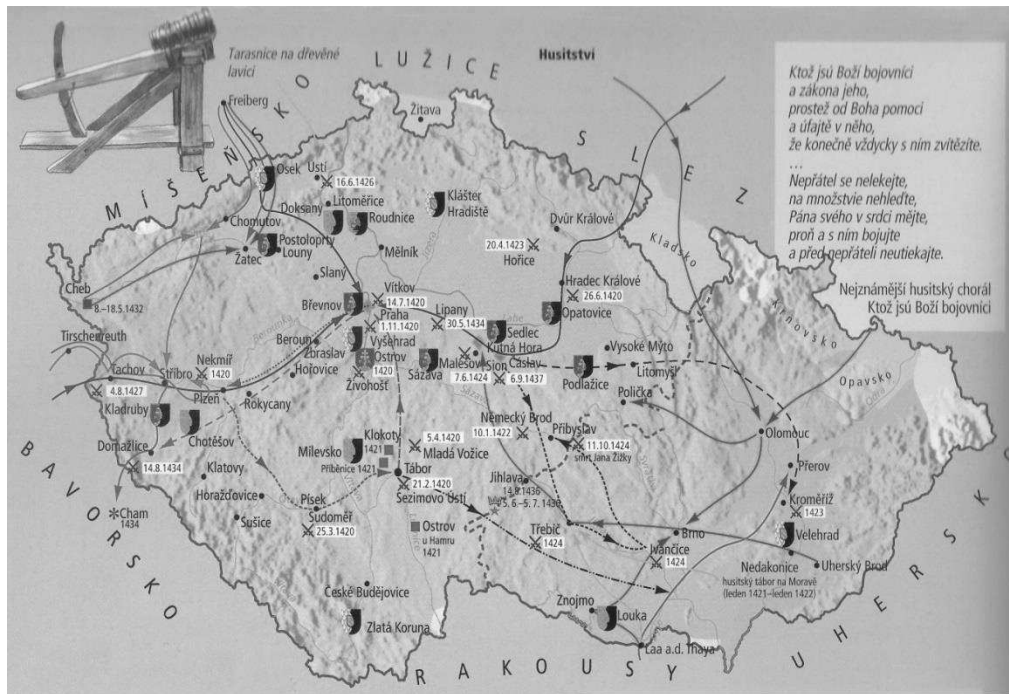 Tarasnice na dřevěné
lavici
Husitství
Ktož jsú Boží bojovníci
a zákona jeho,
prostež od Boha pomoci
a úfajtě v něho,
že konečně vždycky s ním zvítězíte.
...
Nepřátel se nelekejte,
na množstvie nehleďte,
Pána svého v srdci mějte,
proň a s ním bojujte
a před nepřáteli neutiekajte.
Nejznámější husitský chorál
Ktož jsú Boží bojovníci
LUŽICE
MÍŠEŇSKO
SLEZ
Kladsko
Krnovsko
Opavsko
BAVORSKO
RAKOUSY
UHERSK
Freiberg
Žitava
Osek
Ústí
16.6.1426
Litoměřice
Doksany
Roudnice
Klášter
Hradiště
Chomutov
Postoloprty
Louny
Žatec
Mělník
Slaný
Dvůr Králové
20.4.1423
Hořice
Hradec Králové
26.6.1420
Opatovice
Cheb
8.–18.5.1432
Tirschenreuth
Vítkov
14.7.1420
Břevnov
Praha
1.11.1420
Vyšehrad
Lipany
30.5.1434
Ostrov
1420
Živohošť
Beroun
Zbraslav
Hořovice
Nekmíř
1420
Tachov
Stříbro
Plzeň
Rokycany
4.8.1427
Kladruby
Chotěšov
Sedlec
Kutná Hora
Malešov
7.6.1424
Sázava
Sion
Čáslav
6.9.1437
Podlažice
Vysoké Mýto
Litomyšl
Polička
Domažlice
14.8.1434
Cham
1434
Klatovy
Horažďovice
Sušice
Milevsko
Klokoty
1421
Příběnice 1421
5.4.1420
Mladá Vožice
Tábor
21.2.1420
Sezimovo Ústí
Německý Brod
10.1.1422
Přibyslav
11.10.1424
smrt Jana Žižky
Jihlava
14.8.1436
Písek
Sudoměř
25.3.1420
Ostrov
u Hamru
1421
Třebíč
1424
Brno
Ivančice
1424
Olomouc
Přerov
Kroměříž
1423
Velehrad
Nedakonice
husitský tábor na Moravě
(leden 1421–leden 1422)
Uherský Brod
České Budějovice
Zlatá Koruna
Znojmo
Louka
Laa a.d. Thaya